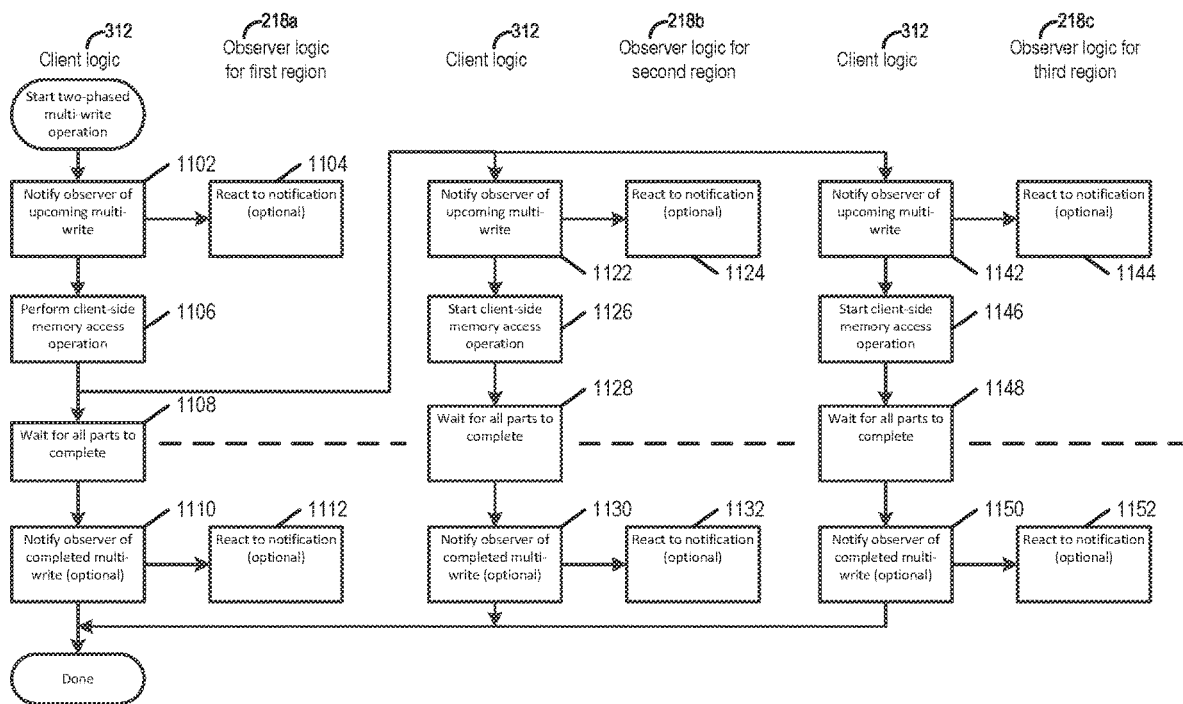 312
218a
312
218b
312
218c
Client logic
Observer logic
for first region
Client logic
Observer logic for
second region
Client logic
Observer logic for
third region
Start two-phased
multi-write
operation
1102
1104
Notify observer of
upcoming multi-
write
React to notification
(optional)
Notify observer of
upcoming multi-
write
React to notification
(optional)
Notify observer of
upcoming multi-
write
React to notification
(optional)
1122
1124
1142
1144
1106
1126
1146
Perform client-side
memory access
operation
Start client-side
memory access
operation
Start client-side
memory access
operation
1108
1128
1148
Wait for all parts to
complete
Wait for all parts to
complete
Wait for all parts to
complete
1110
1112
1130
1132
1150
1152
Notify observer of
completed multi-
write (optional)
React to notification
(optional)
Notify observer of
completed multi-
write (optional)
React to notification
(optional)
Notify observer of
completed multi-
write (optional)
React to notification
(optional)
Done